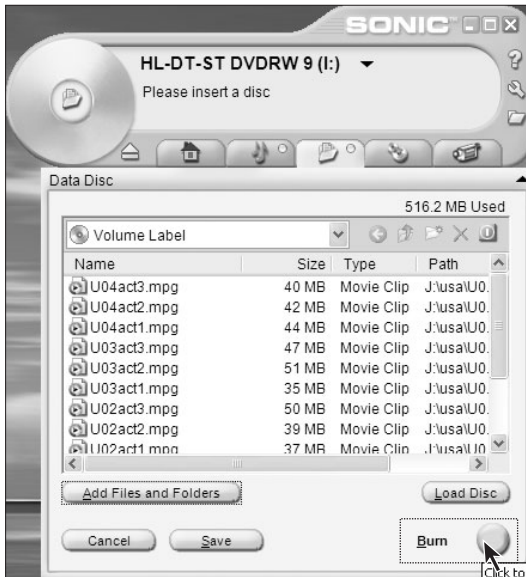 SONIC
HL-DT-ST DVDRW 9 (I:)
Please insert a disc
Data Disc
516.2 MB Used
Volume Label
Name Size Type Path
U04act3.mpg 40 MB Movie Clip J:\usa\U0.
U04act2.mpg 42 MB Movie Clip J:\usa\U0.
U04act1.mpg 44 MB Movie Clip J:\usa\U0.
U03act3.mpg 47 MB Movie Clip J:\usa\U0.
U03act2.mpg 51 MB Movie Clip J:\usa\U0.
U03act1.mpg 35 MB Movie Clip J:\usa\U0.
U02act3.mpg 50 MB Movie Clip J:\usa\U0.
U02act2.mpg 39 MB Movie Clip J:\usa\U0.
U02act1.mpg 37 MB Movie Clip J:\usa\U0
Add Files and Folders Load Disc
Cancel Save Burn
Click to